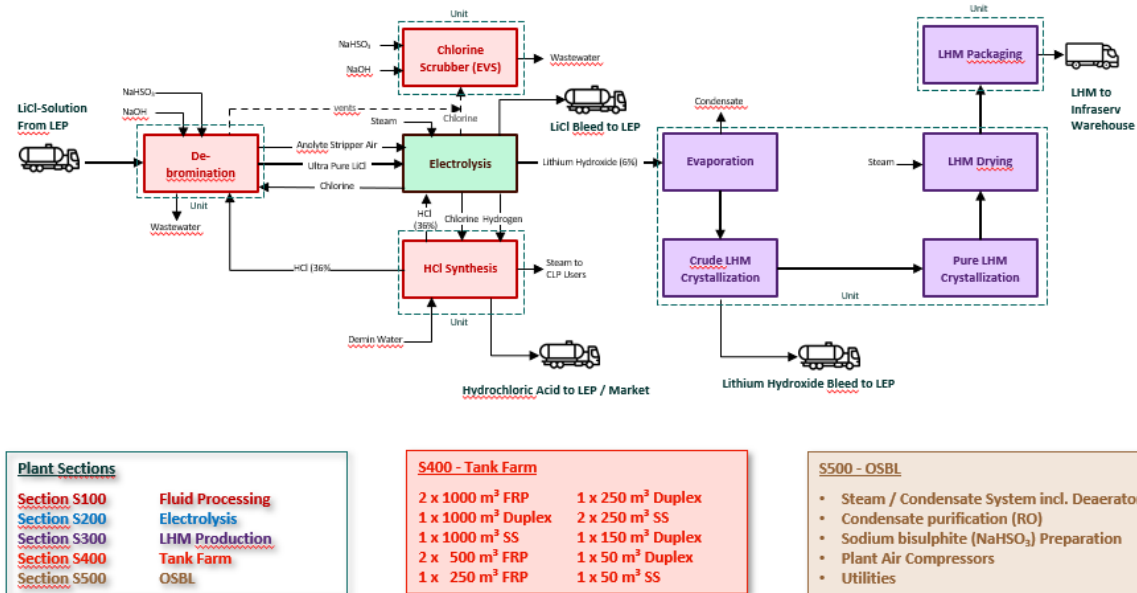 Unit
NaHSO₃
NaOH
Chlorine
Scrubber (EVS)
Wastewater
LHM Packaging
LHM to
Infraserv
Warehouse
LiCl-Solution
From LEP
NaHSO₃
NaOH
vents
Chlorine
Steam
LiCl Bleed to LEP
Condensate
De-
bromination
Anolyte Stripper Air
Ultra Pure LiCl
Chlorine
Electrolysis
Lithium Hydroxide (6%)
Evaporation
Steam
LHM Drying
Unit
Wastewater
HCl
(36%)
Chlorine
Hydrogen
HCl (36%
HCl Synthesis
Steam to
CLP Users
Crude LHM
Crystallization
Pure LHM
Crystallization
Unit
Unit
Demin Water
Hydrochloric Acid to LEP / Market
Lithium Hydroxide Bleed to LEP
Plant Sections
Section S100 Fluid Processing
Section S200 Electrolysis
Section S300 LHM Production
Section S400 Tank Farm
Section S500 OSBL
S400 - Tank Farm
2 x 1000 m³ FRP 1 x 250 m³ Duplex
1 x 1000 m³ Duplex 2 x 250 m³ SS
1 x 1000 m³ SS 1 x 150 m³ Duplex
2 x 500 m³ FRP 1 x 50 m³ Duplex
1 x 250 m³ FRP 1 x 50 m³ SS
S500 - OSBL
• Steam / Condensate System incl. Deaerato
• Condensate purification (RO)
• Sodium bisulphite (NaHSO₃) Preparation
• Plant Air Compressors
• Utilities